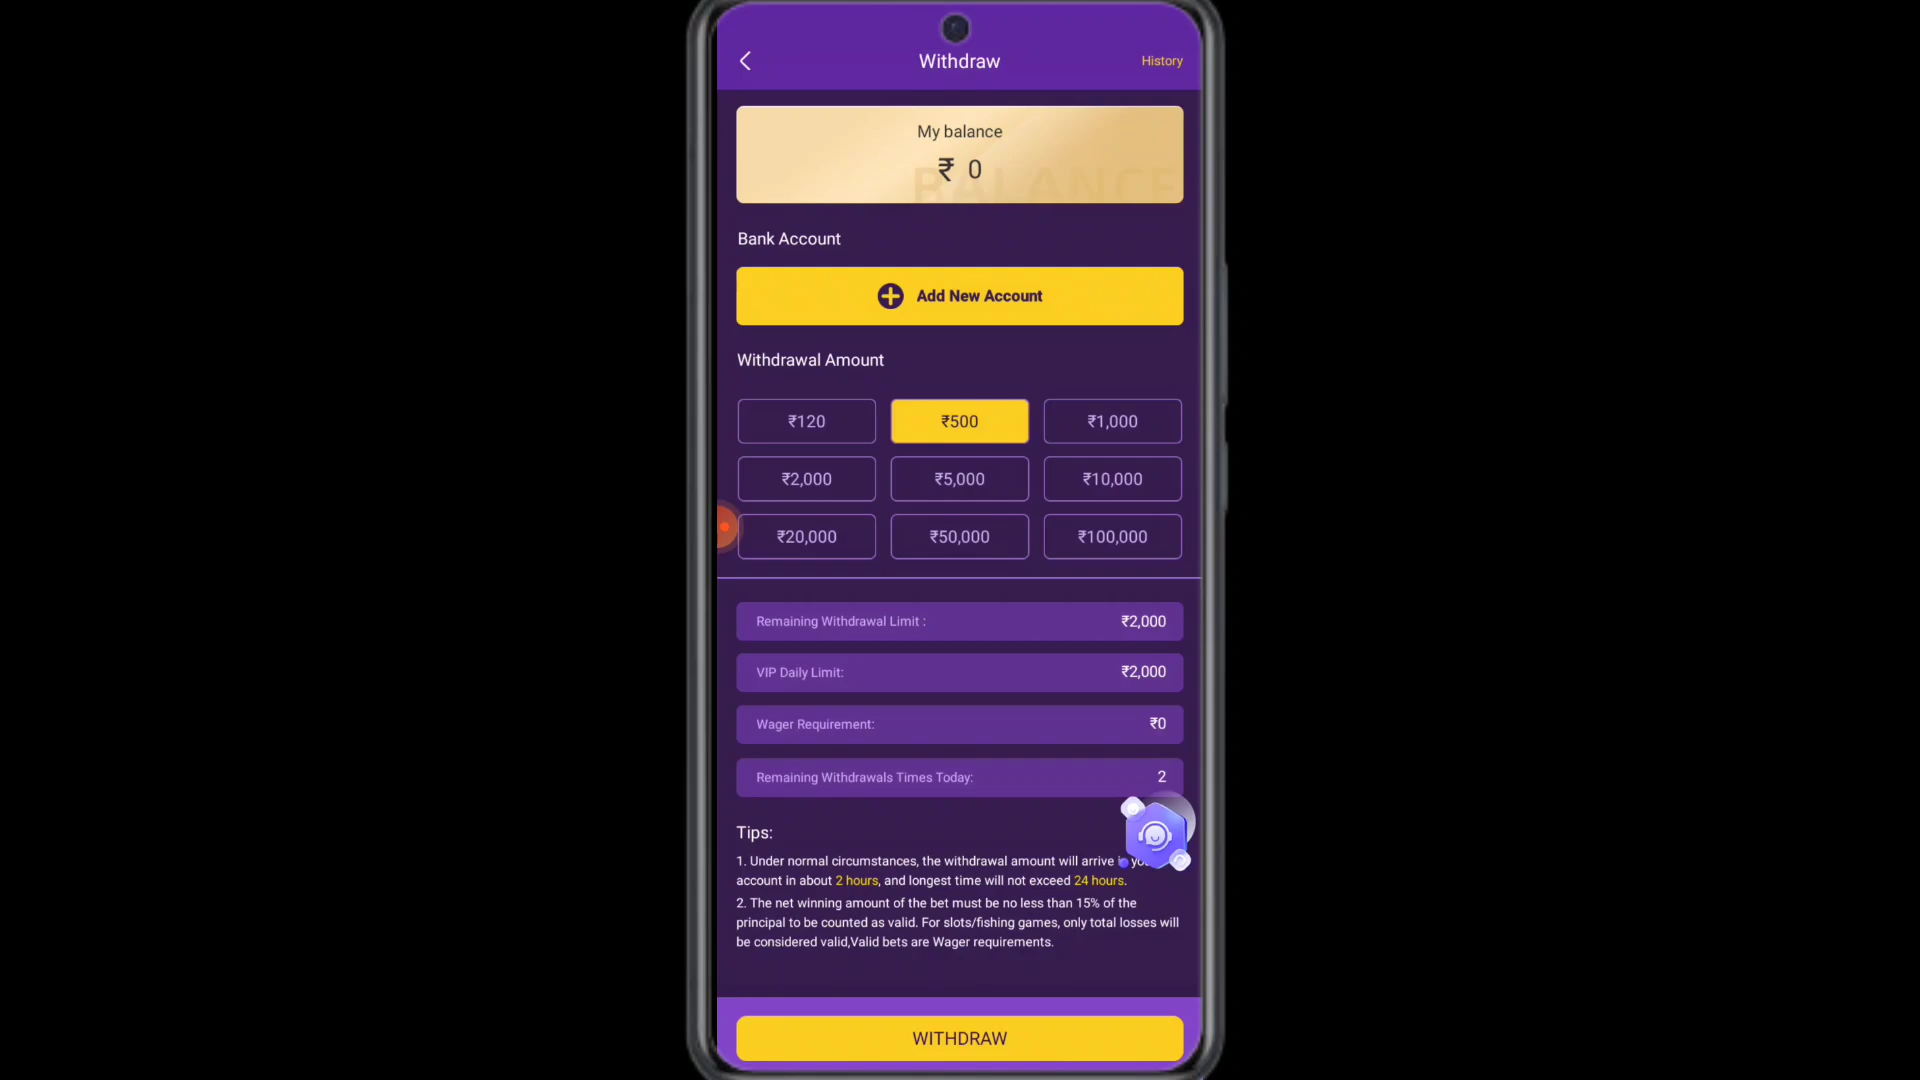 Withdraw
History
My balance
₹ 0
BALANCE
Bank Account
Add New Account
Withdrawal Amount
₹120
₹500
₹1,000
₹2,000
₹5,000
₹10,000
₹20,000
₹50,000
₹100,000
Remaining Withdrawal Limit :
₹2,000
VIP Daily Limit:
₹2,000
Wager Requirement:
₹0
Remaining Withdrawals Times Today:
2
Tips:
1. Under normal circumstances, the withdrawal amount will arrive
account in about 2 hours, and longest time will not exceed 24 hours.
2. The net winning amount of the bet must be no less than 15% of the
principal to be counted as valid. For slots/fishing games, only total losses will
be considered valid,Valid bets are Wager requirements.
WITHDRAW